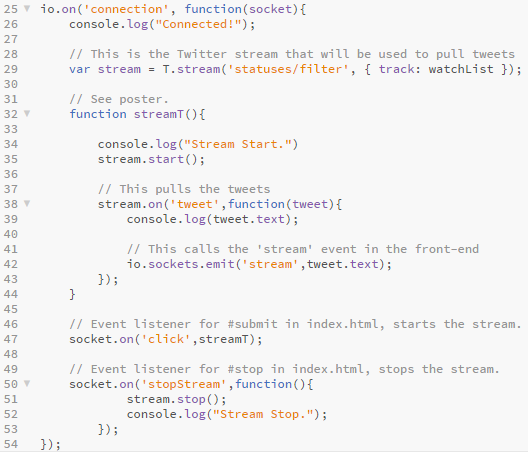 25 io.on('connection', function(socket){
26     console.log("Connected!");
27
28     // This is the Twitter stream that will be used to pull tweets
29     var stream = T.stream('statuses/filter', { track: watchList });
30
31     // See poster.
32     function streamT(){
33
34         console.log("Stream Start.")
35         stream.start();
36
37         // This pulls the tweets
38         stream.on('tweet',function(tweet){
39             console.log(tweet.text);
40
41             // This calls the 'stream' event in the front-end
42             io.sockets.emit('stream',tweet.text);
43         });
44     }
45
46     // Event listener for #submit in index.html, starts the stream.
47     socket.on('click',streamT);
48
49     // Event listener for #stop in index.html, stops the stream.
50     socket.on('stopStream',function(){
51             stream.stop();
52             console.log("Stream Stop.");
53         });
54 });